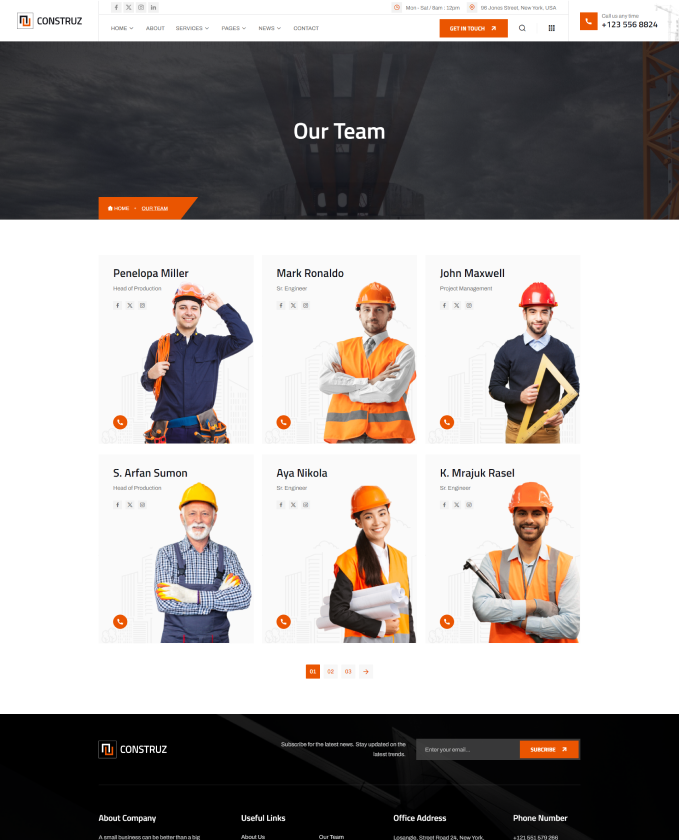 CONSTRUZ
Mon - Sat / 8am : 12pm
06 Jones Street, New York, USA
HOME
ABOUT
SERVICES
PAGES
NEWS
CONTACT
GET IN TOUCH
Call us any time
+123 556 8824
Our Team
HOME
OUR TEAM
Penelopa Miller
Head of Production
Mark Ronaldo
Sr. Engineer
John Maxwell
Project Management
S. Arfan Sumon
Head of Production
Aya Nikola
Sr. Engineer
K. Mrajuk Rasel
Sr. Engineer
01
02
03
CONSTRUZ
Subscribe for the latest news. Stay updated on the
latest trends.
Enter your email...
SUBCRIBE
About Company
Useful Links
Office Address
Phone Number
A small business can be better than a big
About Us
Our Team
Losangle, Street Road 24, New York,
+121 551 579 266